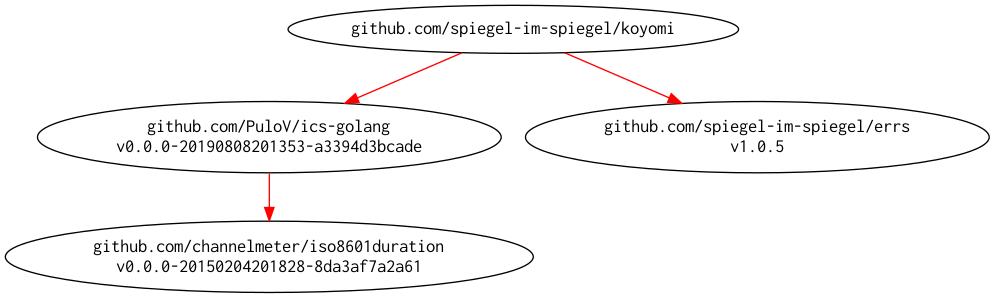 github.com/spiegel-im-spiegel/koyomi
github.com/PuloV/ics-golang
v0.0.0-20190808201353-a3394d3bcade
github.com/spiegel-im-spiegel/errs
v1.0.5
github.com/channelmeter/iso8601duration
v0.0.0-20150204201828-8da3af7a2a61